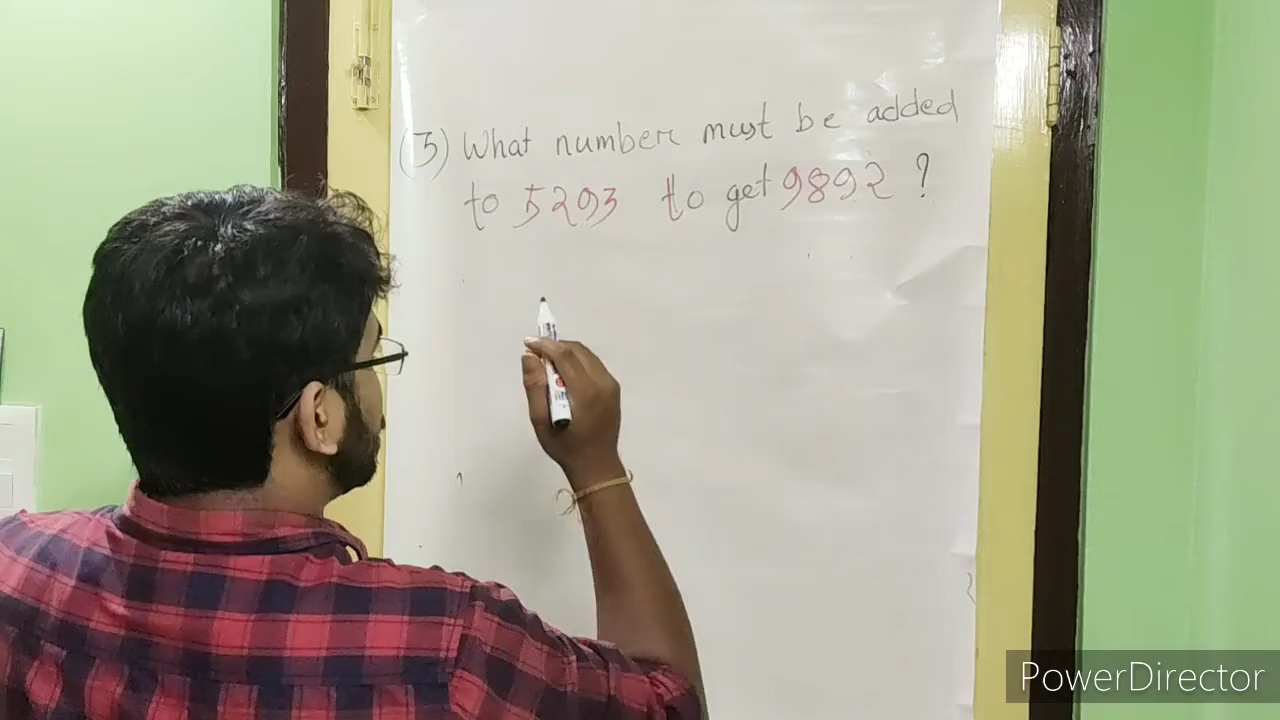 (5) What number must be added
to 5293 to get 9892 ?
PowerDirector